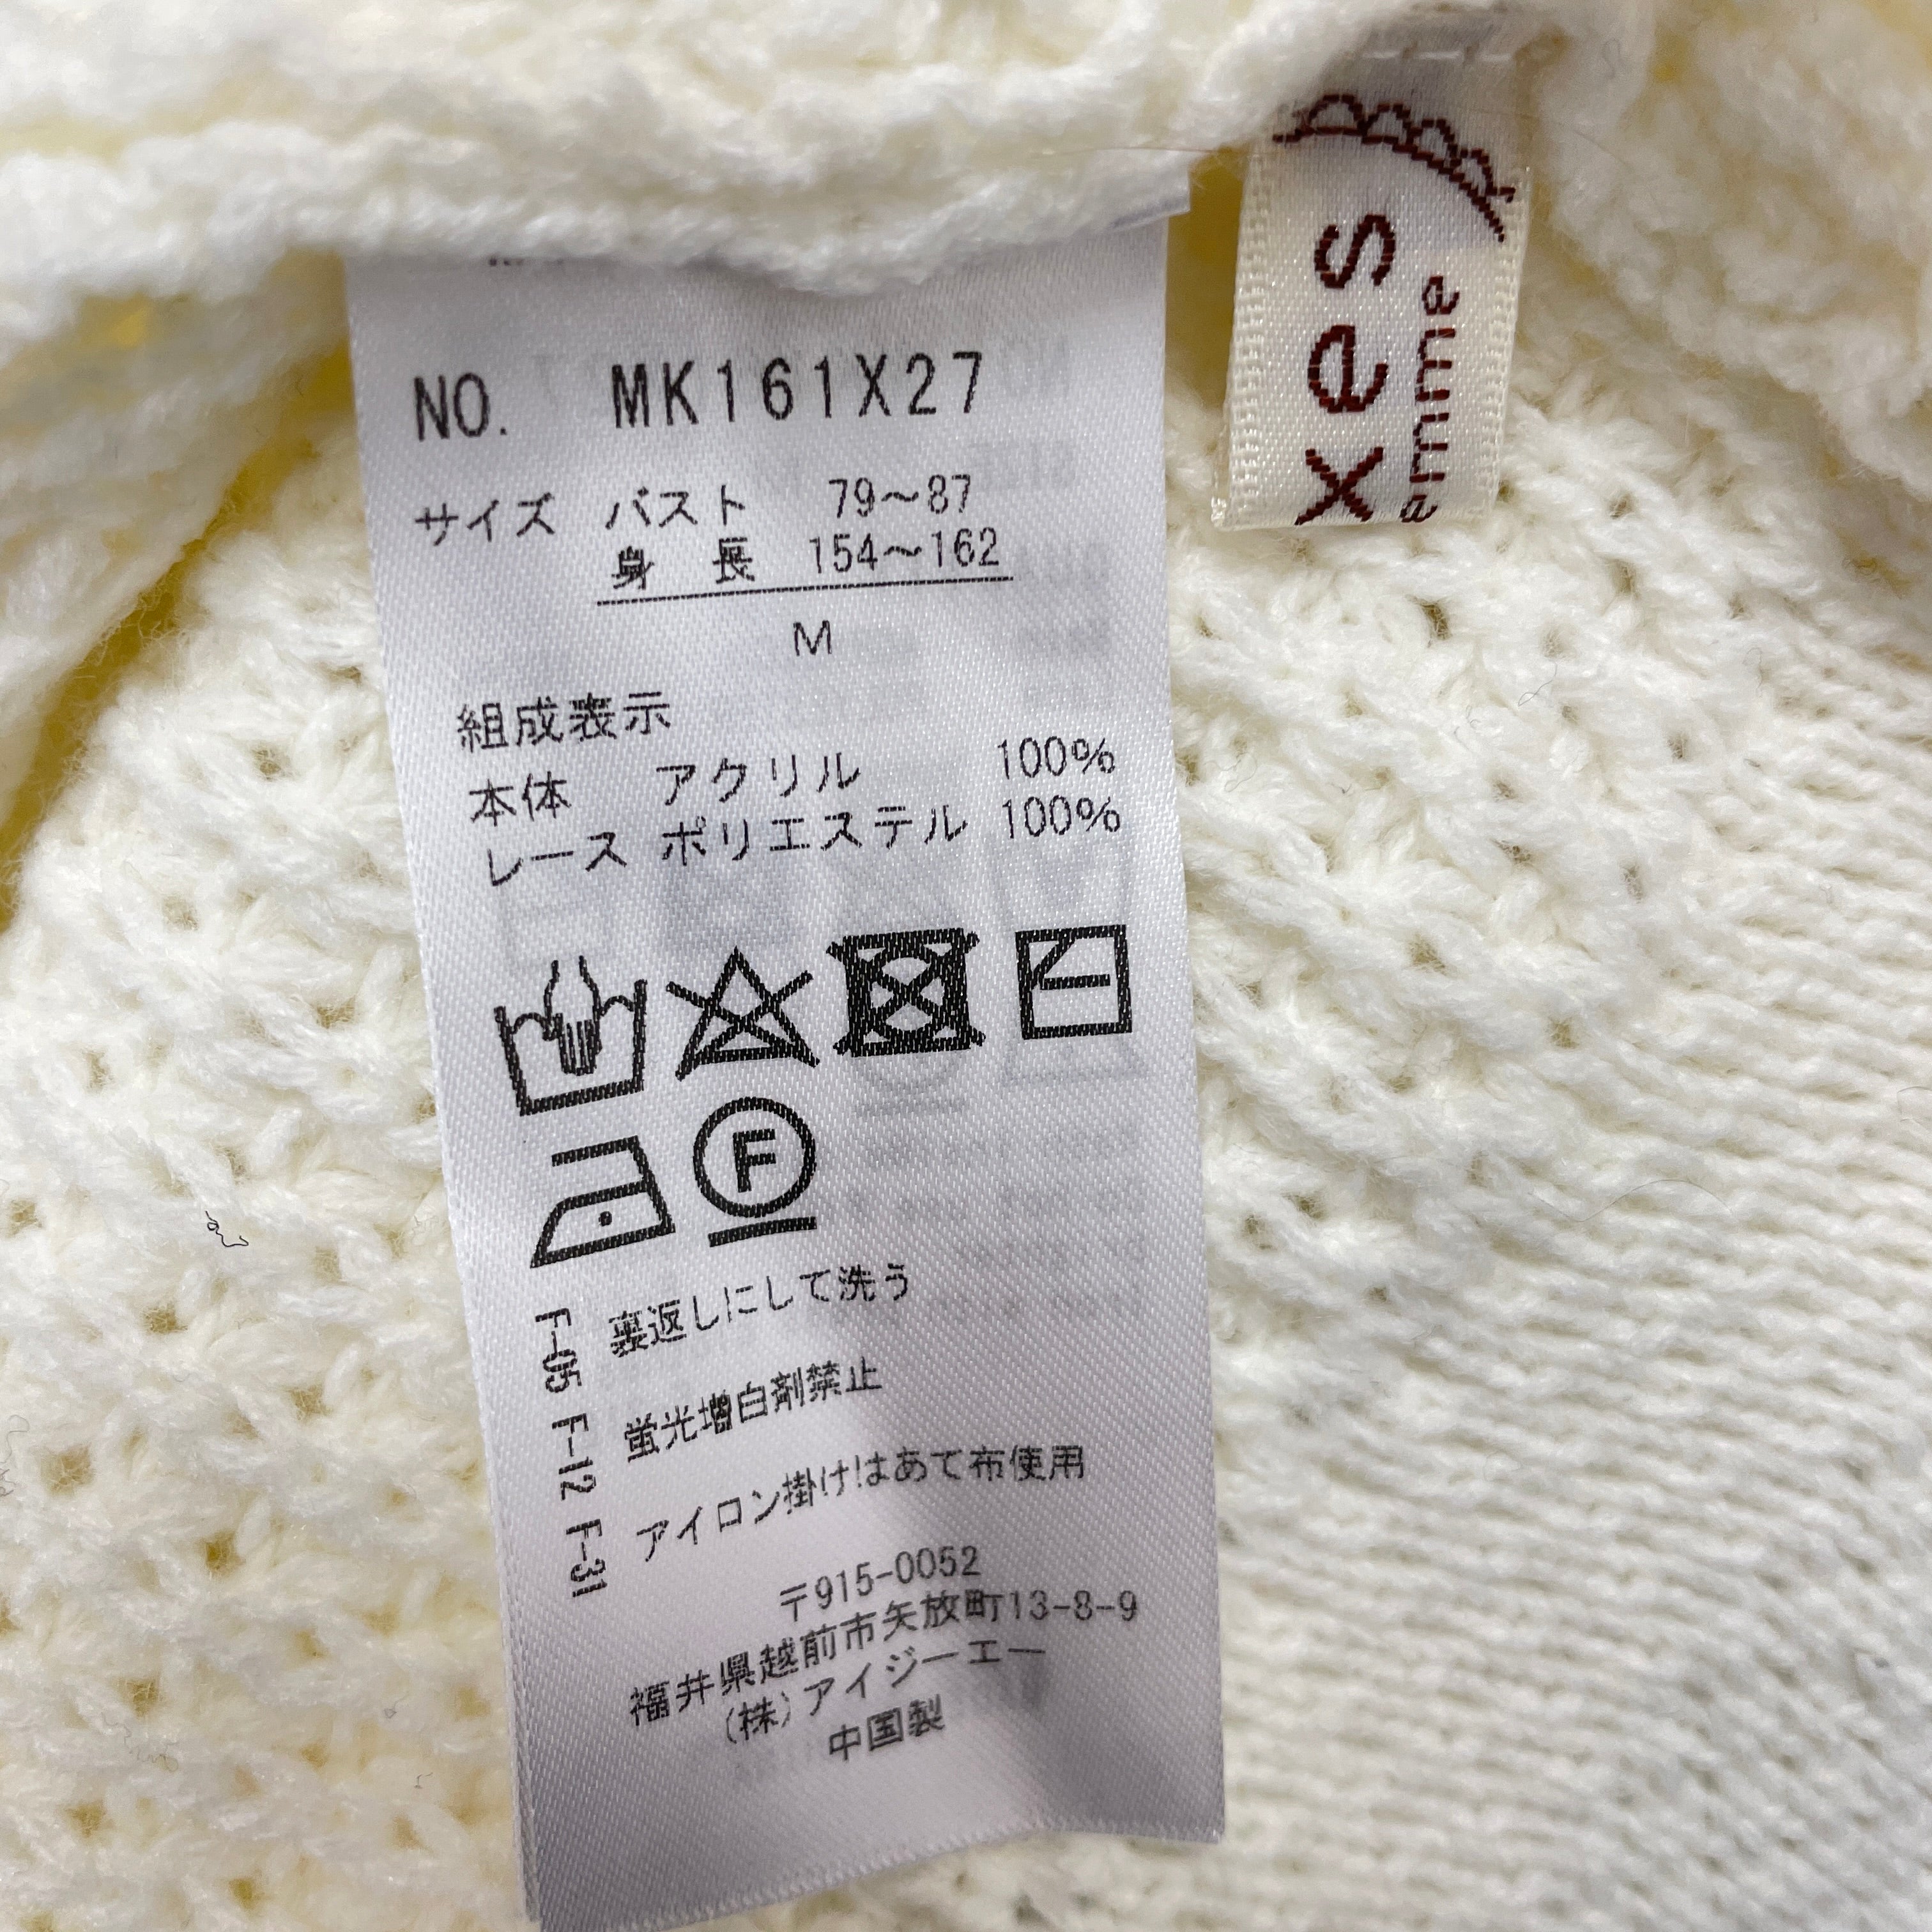 NO. MK161X27
サイズ バスト 79～87
身長 154～162
M
組成表示
本体 アクリル 100%
レース ポリエステル 100%
F
F-05 裏返しにして洗う
F-12 蛍光増白剤禁止
F-31 アイロン掛けはあて布使用
〒915-0052
福井県越前市矢放町13-8-9
(株)アイジーエー
中国製
xes
emme